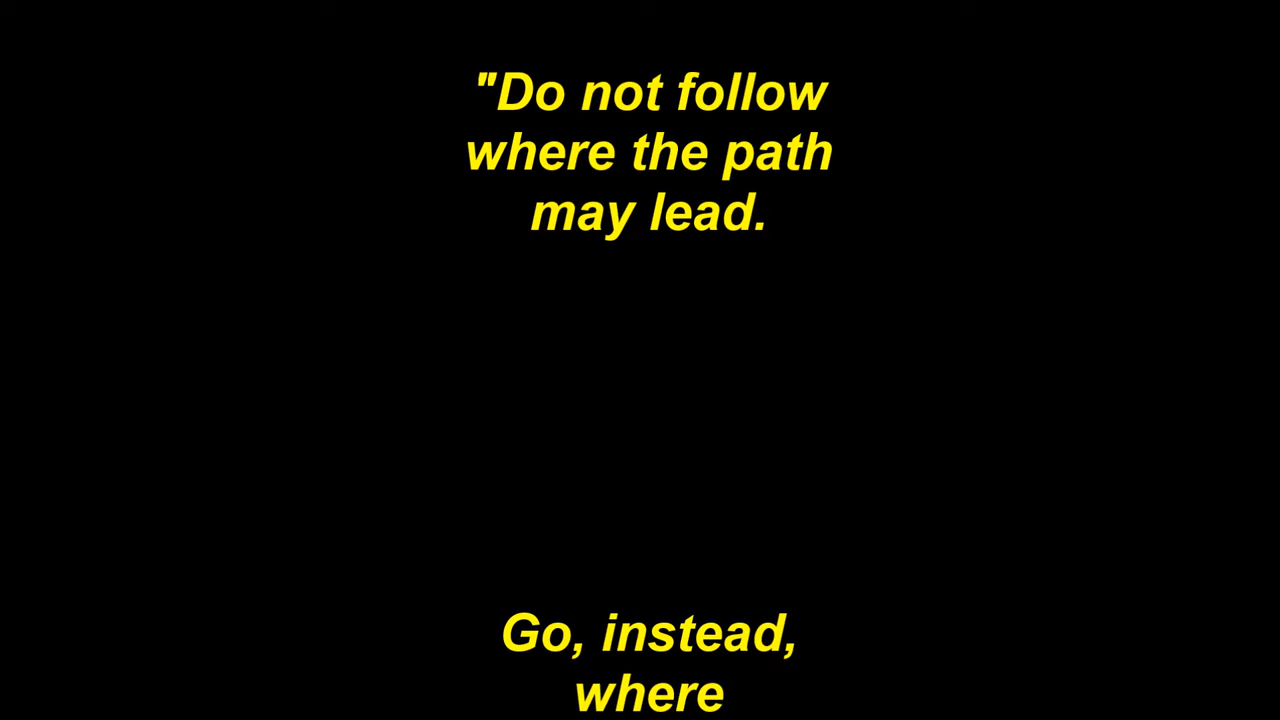 "Do not follow
where the path
may lead.
Go, instead,
where